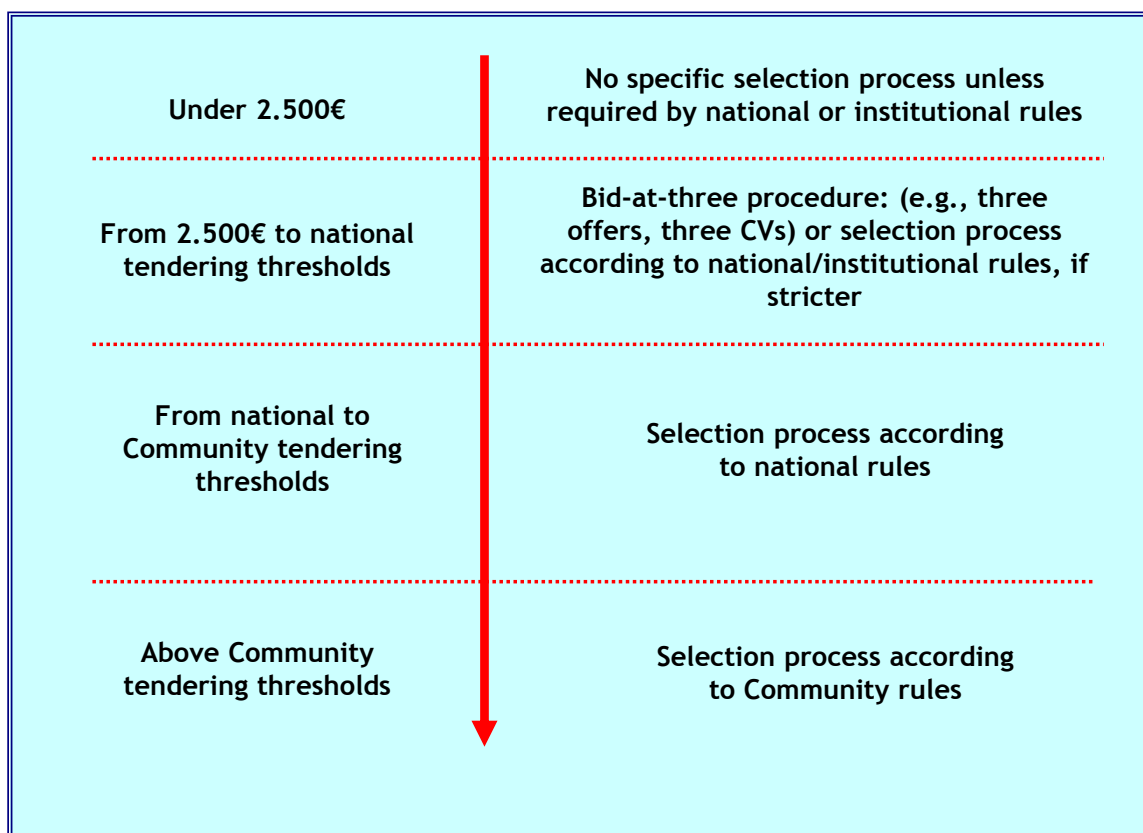 Under 2.500€
No specific selection process unless
required by national or institutional rules
From 2.500€ to national
tendering thresholds
Bid-at-three procedure: (e.g., three
offers, three CVs) or selection process
according to national/institutional rules, if
stricter
From national to
Community tendering
thresholds
Selection process according
to national rules
Above Community
tendering thresholds
Selection process according
to Community rules